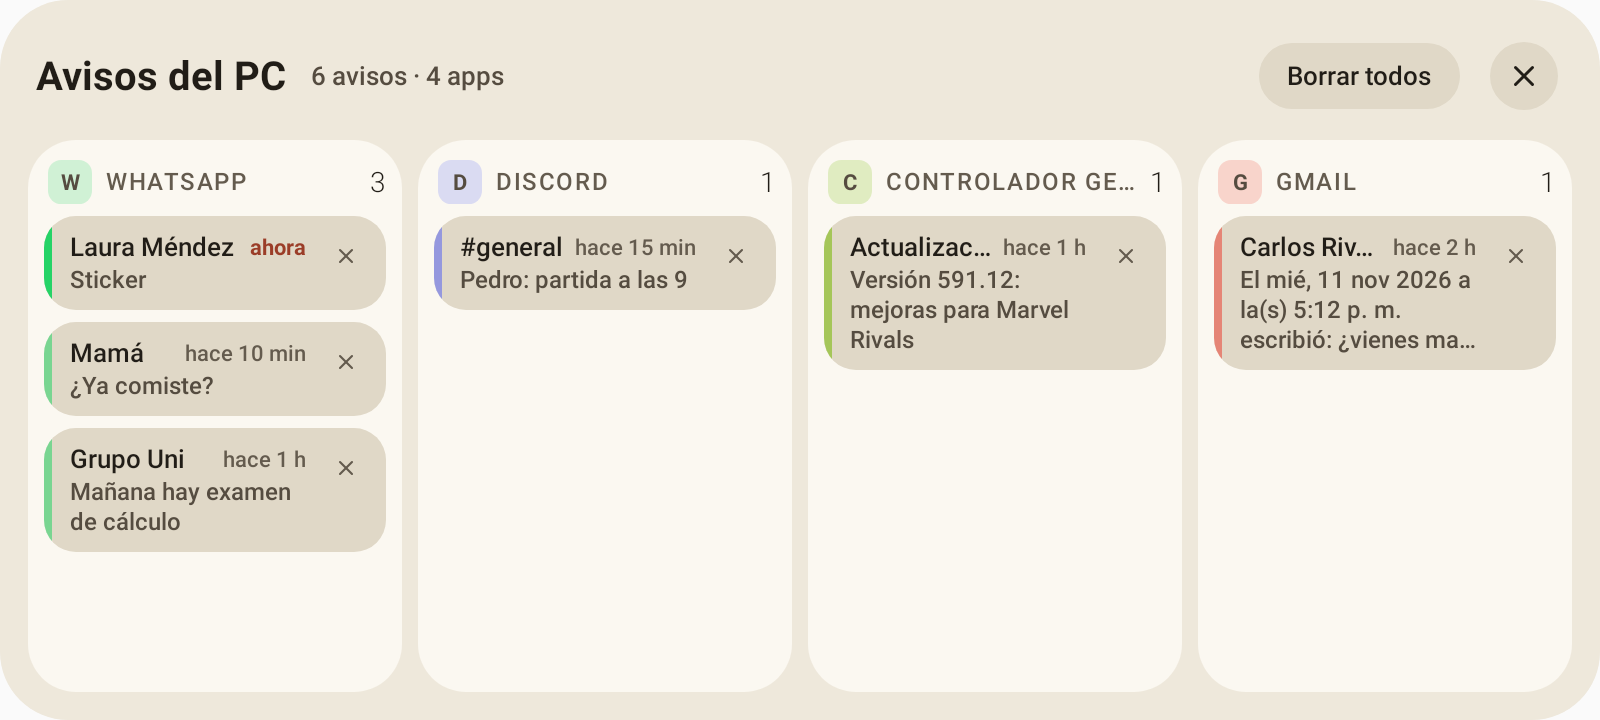 Avisos del PC
6 avisos · 4 apps
Borrar todos
W WHATSAPP 3
Laura Méndez ahora
Sticker
Mamá hace 10 min
¿Ya comiste?
Grupo Uni hace 1 h
Mañana hay examen
de cálculo
D DISCORD 1
#general hace 15 min
Pedro: partida a las 9
C CONTROLADOR GE… 1
Actualizac… hace 1 h
Versión 591.12:
mejoras para Marvel
Rivals
G GMAIL 1
Carlos Riv… hace 2 h
El mié, 11 nov 2026 a
la(s) 5:12 p. m.
escribió: ¿vienes ma…